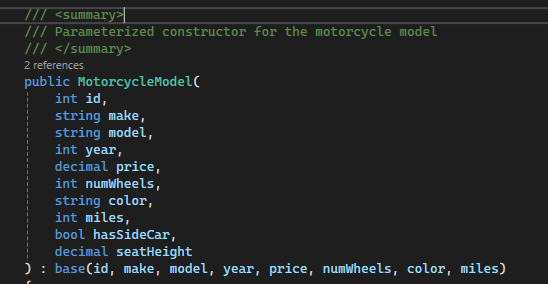 /// <summary>
/// Parameterized constructor for the motorcycle model
/// </summary>
2 references
public MotorcycleModel(
int id,
string make,
string model,
int year,
decimal price,
int numWheels,
string color,
int miles,
bool hasSideCar,
decimal seatHeight
) : base(id, make, model, year, price, numWheels, color, miles)